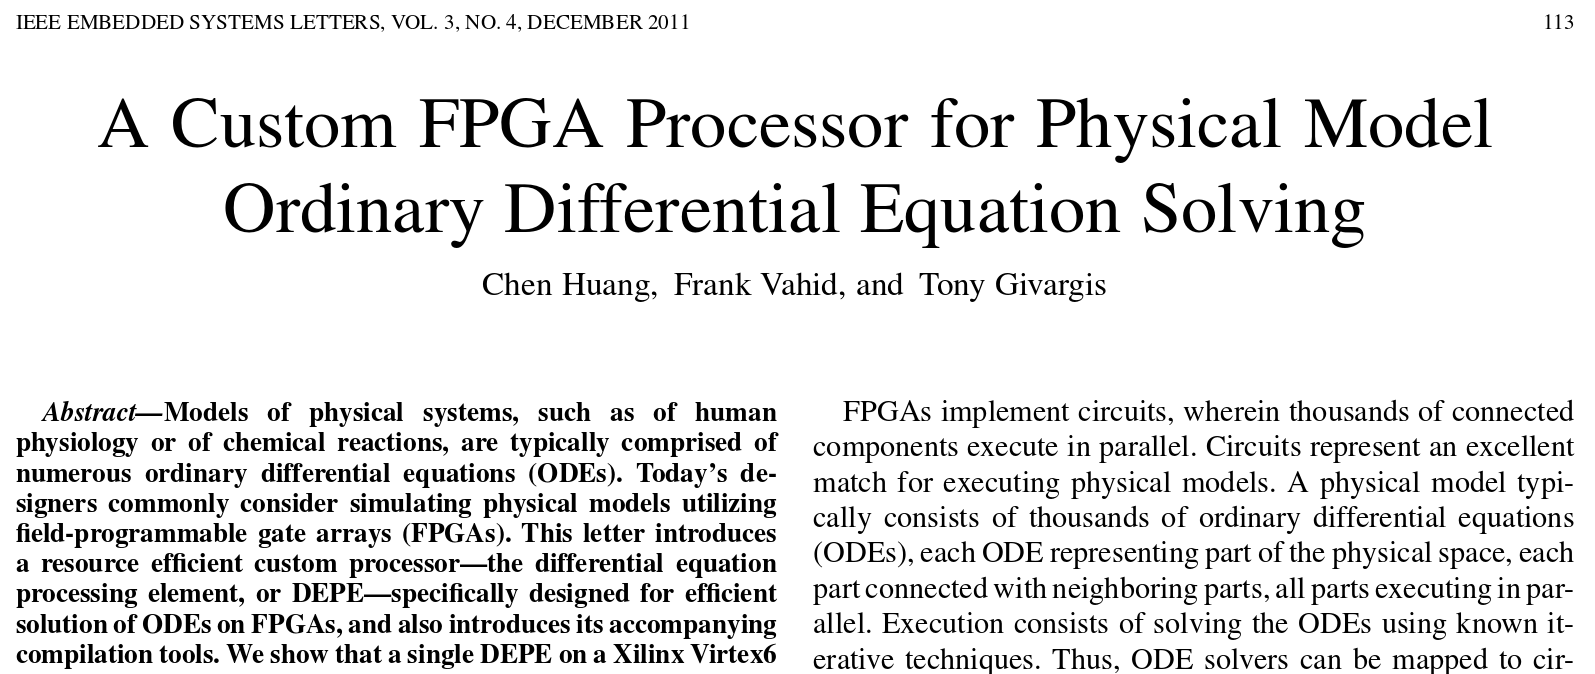 IEEE EMBEDDED SYSTEMS LETTERS, VOL. 3, NO. 4, DECEMBER 2011 113
A Custom FPGA Processor for Physical Model
Ordinary Differential Equation Solving
Chen Huang, Frank Vahid, and Tony Givargis
Abstract—Models of physical systems, such as of human
physiology or of chemical reactions, are typically comprised of
numerous ordinary differential equations (ODEs). Today's de-
signers commonly consider simulating physical models utilizing
field-programmable gate arrays (FPGAs). This letter introduces
a resource efficient custom processor—the differential equation
processing element, or DEPE—specifically designed for efficient
solution of ODEs on FPGAs, and also introduces its accompanying
compilation tools. We show that a single DEPE on a Xilinx Virtex6
FPGAs implement circuits, wherein thousands of connected
components execute in parallel. Circuits represent an excellent
match for executing physical models. A physical model typi-
cally consists of thousands of ordinary differential equations
(ODEs), each ODE representing part of the physical space, each
part connected with neighboring parts, all parts executing in par-
allel. Execution consists of solving the ODEs using known it-
erative techniques. Thus, ODE solvers can be mapped to cir-